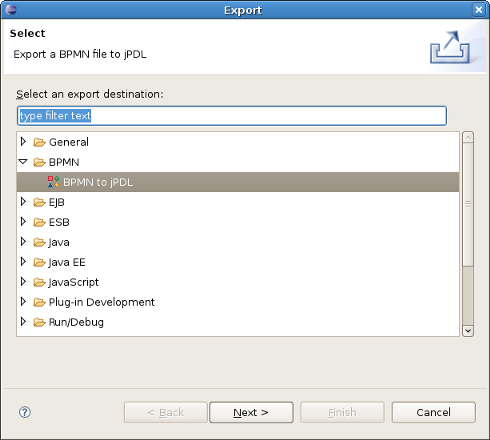 Export
Select
Export a BPMN file to jPDL
Select an export destination:
type filter text
General
BPMN
BPMN to jPDL
EJB
ESB
Java
Java EE
JavaScript
Plug-in Development
Run/Debug
< Back
Next >
Finish
Cancel